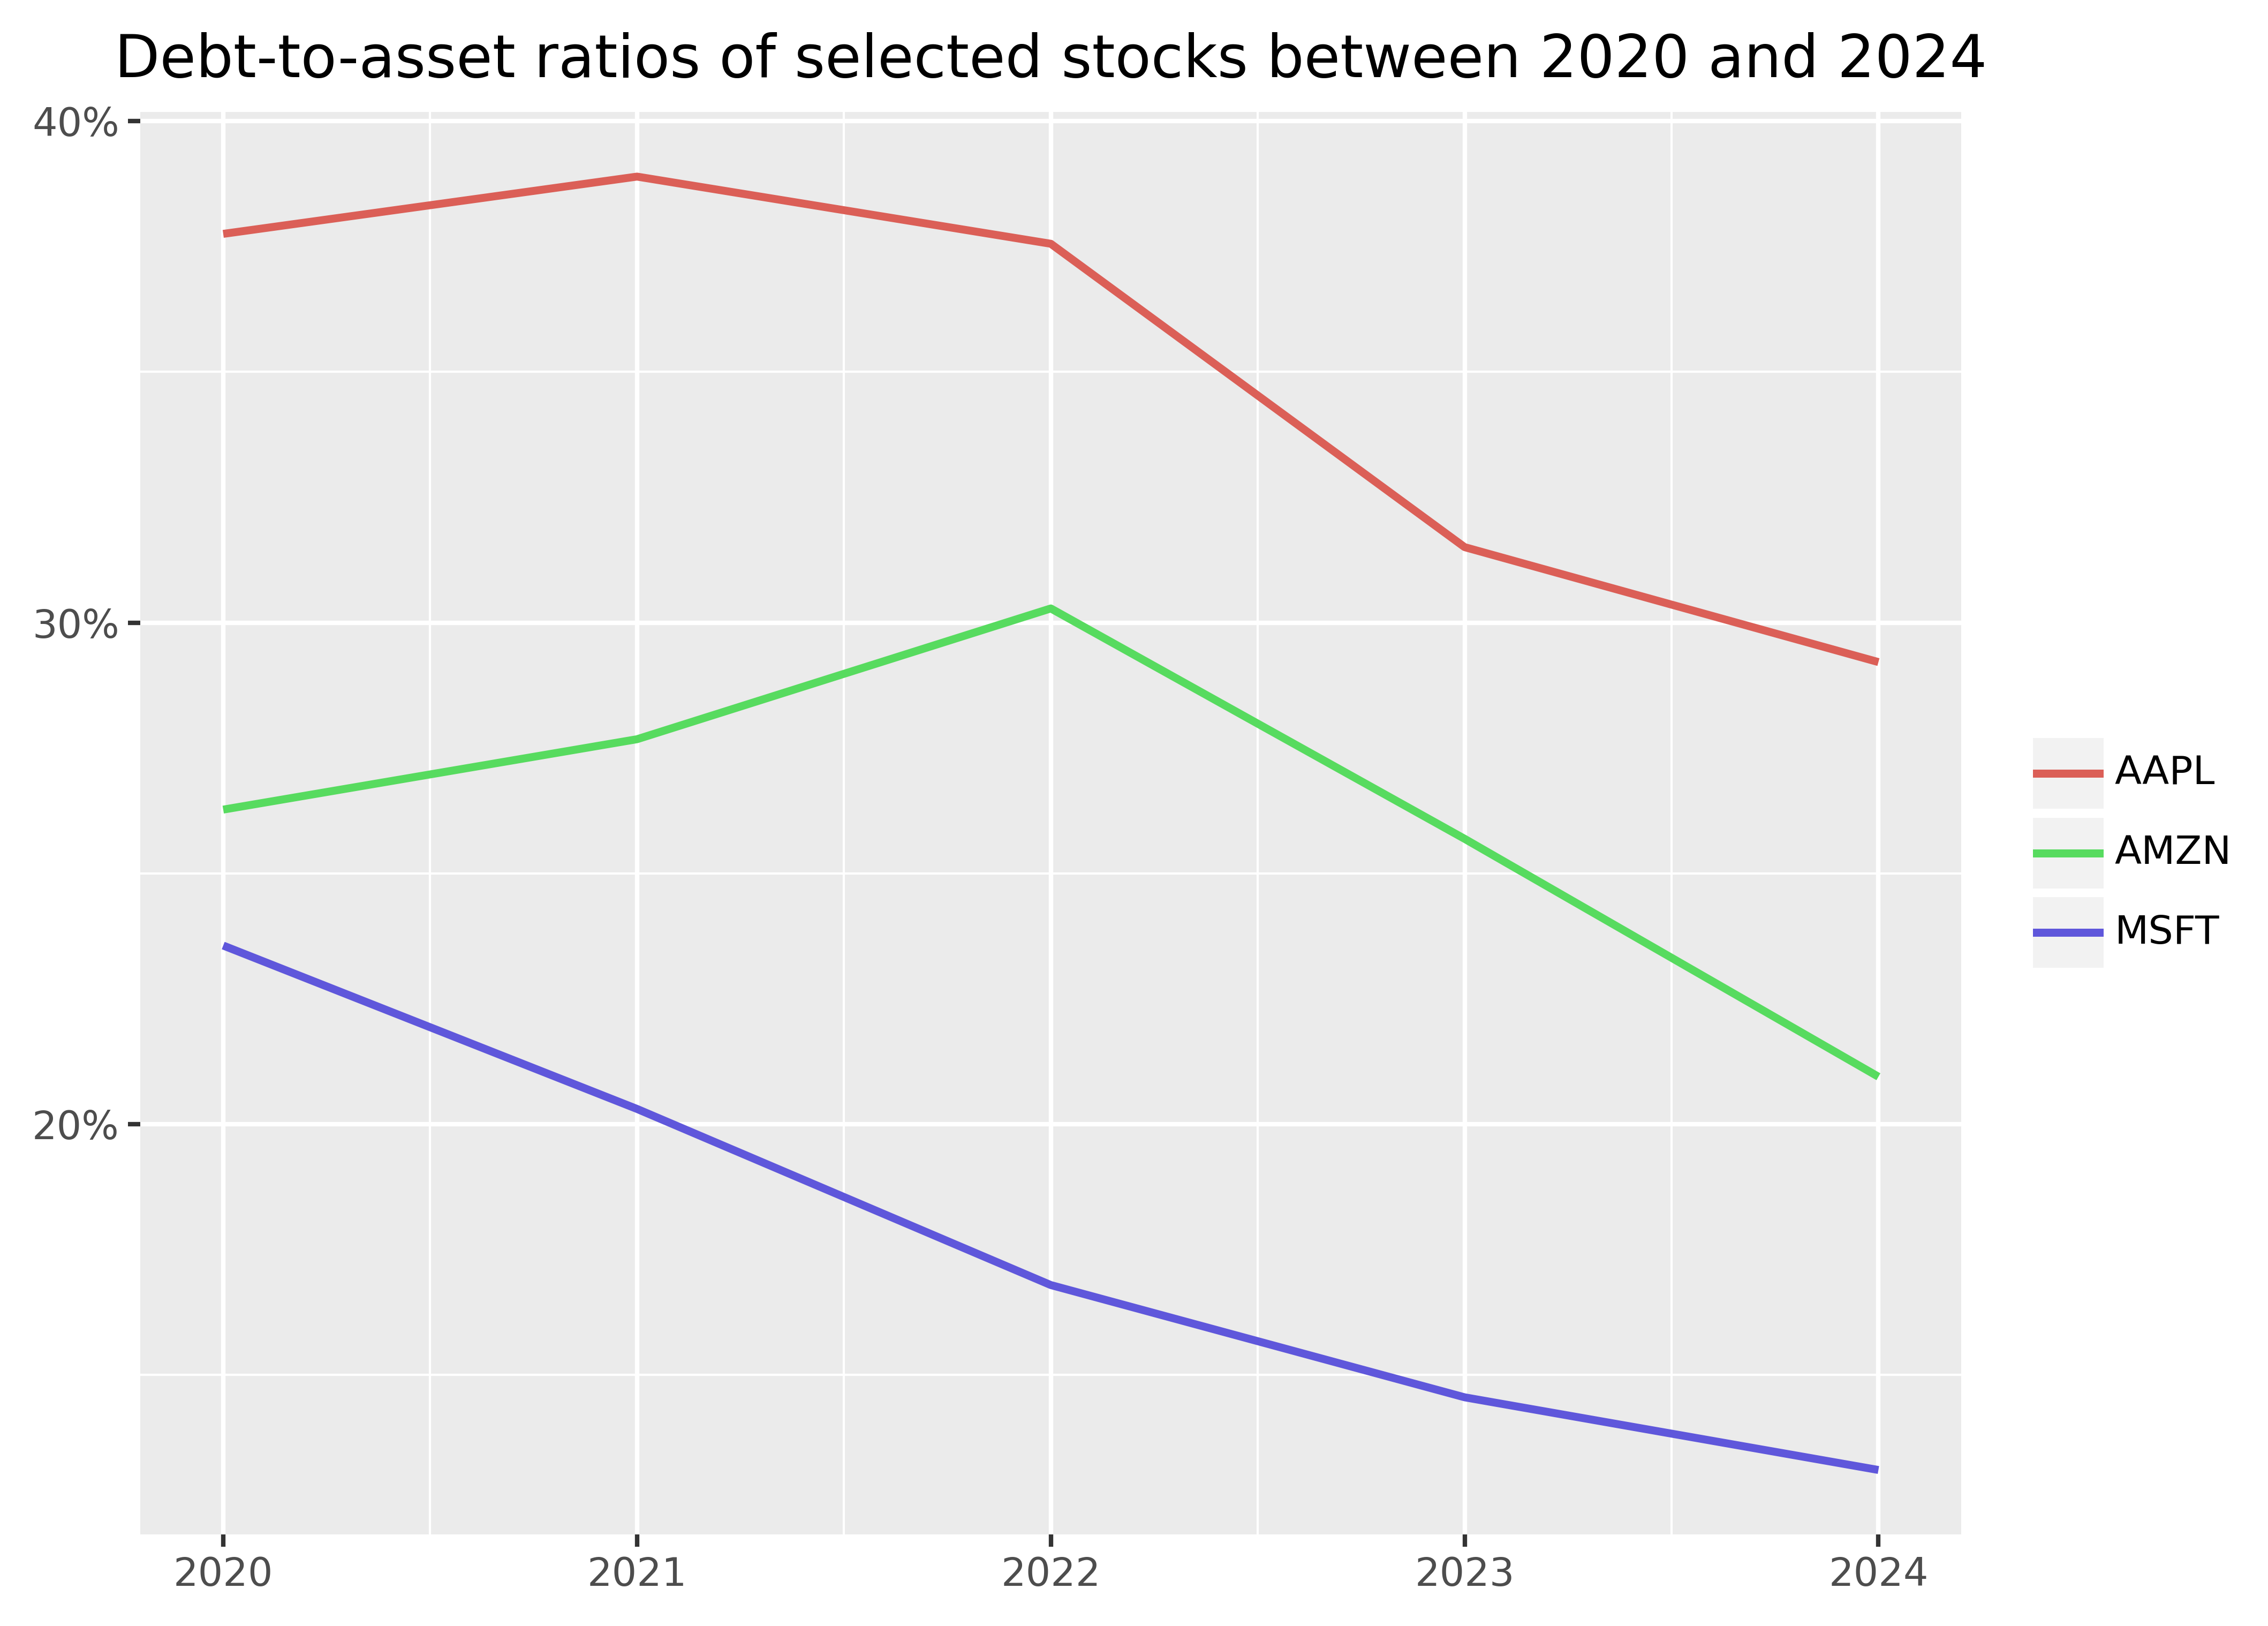 Debt-to-asset ratios of selected stocks between 2020 and 2024
40%
30%
20%
2020 2021 2022 2023 2024
AAPL
AMZN
MSFT